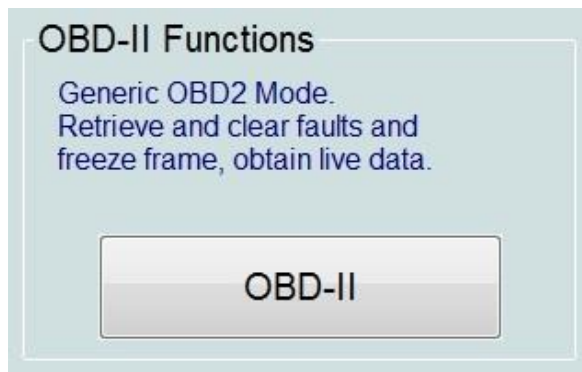 OBD-II Functions
Generic OBD2 Mode.
Retrieve and clear faults and
freeze frame, obtain live data.
OBD-II